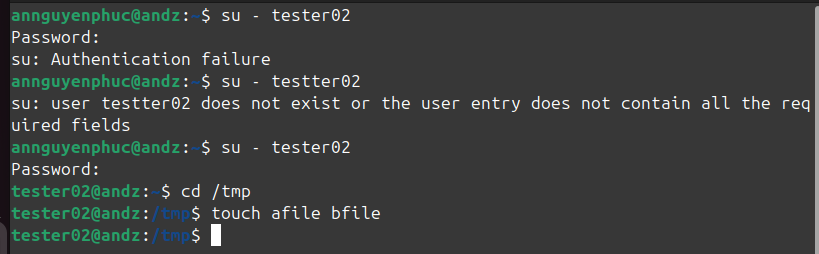 annguyenphuc@andz:~$ su - tester02
Password:
su: Authentication failure
annguyenphuc@andz:~$ su - testter02
su: user testter02 does not exist or the user entry does not contain all the req
uired fields
annguyenphuc@andz:~$ su - tester02
Password:
tester02@andz:~$ cd /tmp
tester02@andz:/tmp$ touch afile bfile
tester02@andz:/tmp$